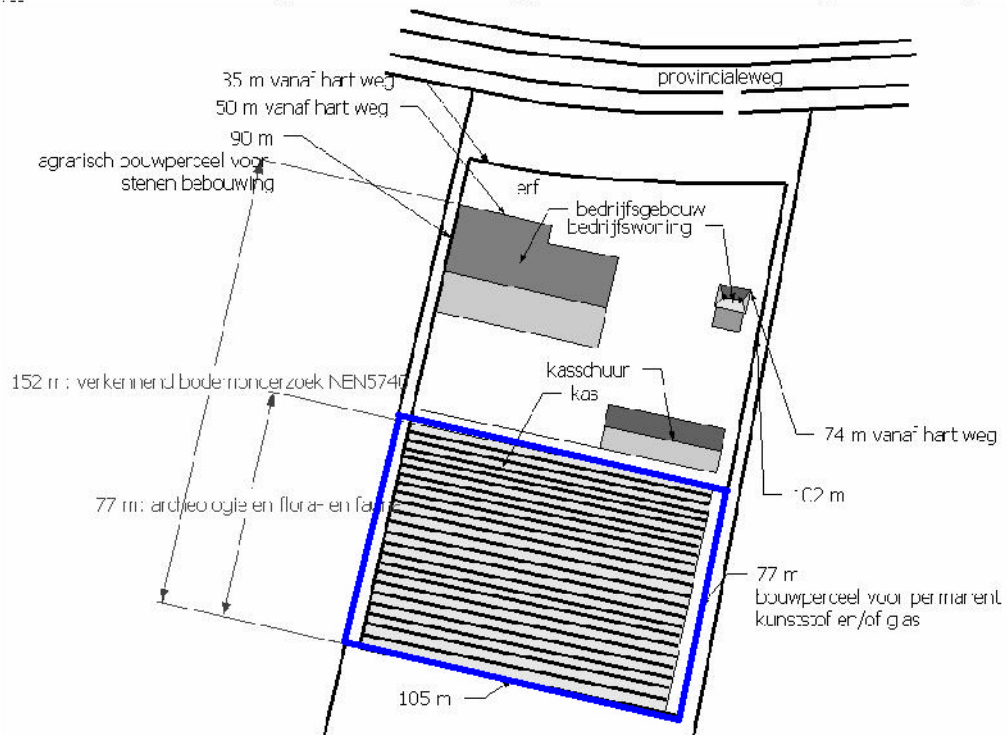 provincialeweg
35 m vanaf hart weg
50 m vanaf hart weg
90 m
agrarisch bouwperceel voor
stenen bebouwing
erf
bedrijfsgebouw
bedrijfswoning
152 m : verkennend bodemonderzoek NEN5740
kasschuur
kas
74 m vanaf hart weg
102 m
77 m: archeologie en flora- en fauna
77 m
bouwperceel voor permanent
kunststof en/of glas
105 m